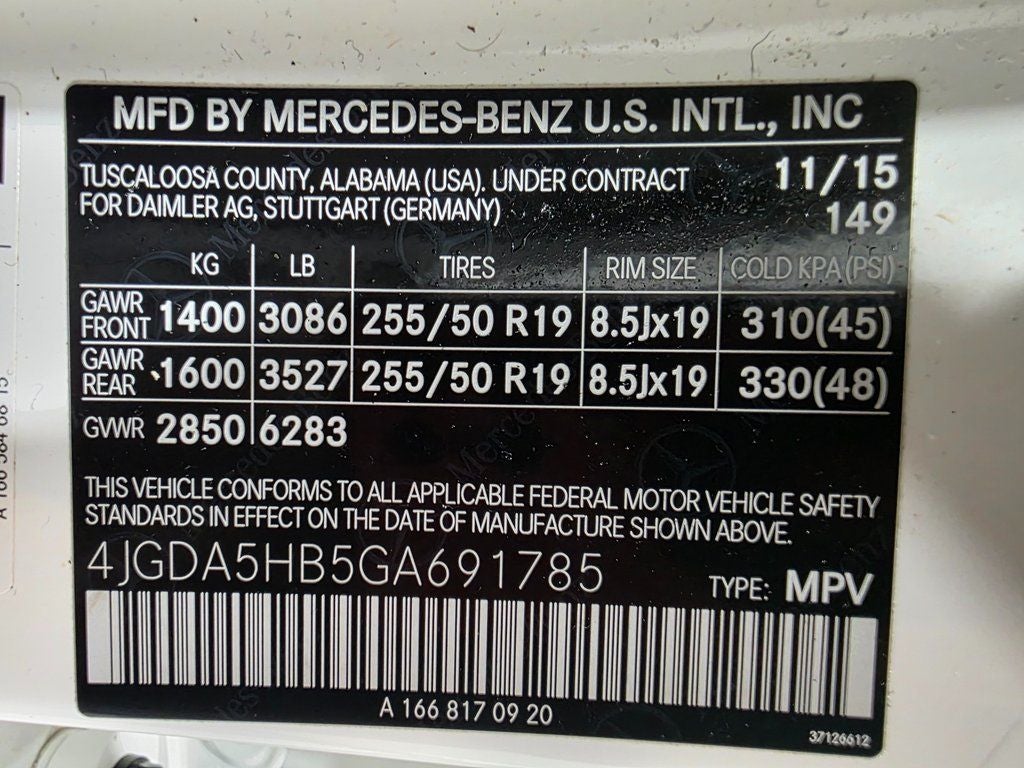 MFD BY MERCEDES-BENZ U.S. INTL., INC
TUSCALOOSA COUNTY, ALABAMA (USA). UNDER CONTRACT 11/15
FOR DAIMLER AG, STUTTGART (GERMANY) 149
KG LB TIRES RIM SIZE COLD KPA (PSI)
GAWR FRONT 1400 3086 255/50 R19 8.5Jx19 310(45)
GAWR REAR 1600 3527 255/50 R19 8.5Jx19 330(48)
GVWR 2850 6283
THIS VEHICLE CONFORMS TO ALL APPLICABLE FEDERAL MOTOR VEHICLE SAFETY
STANDARDS IN EFFECT ON THE DATE OF MANUFACTURE SHOWN ABOVE.
4JGDA5HB5GA691785 TYPE: MPV
A 166 817 09 20
37126612